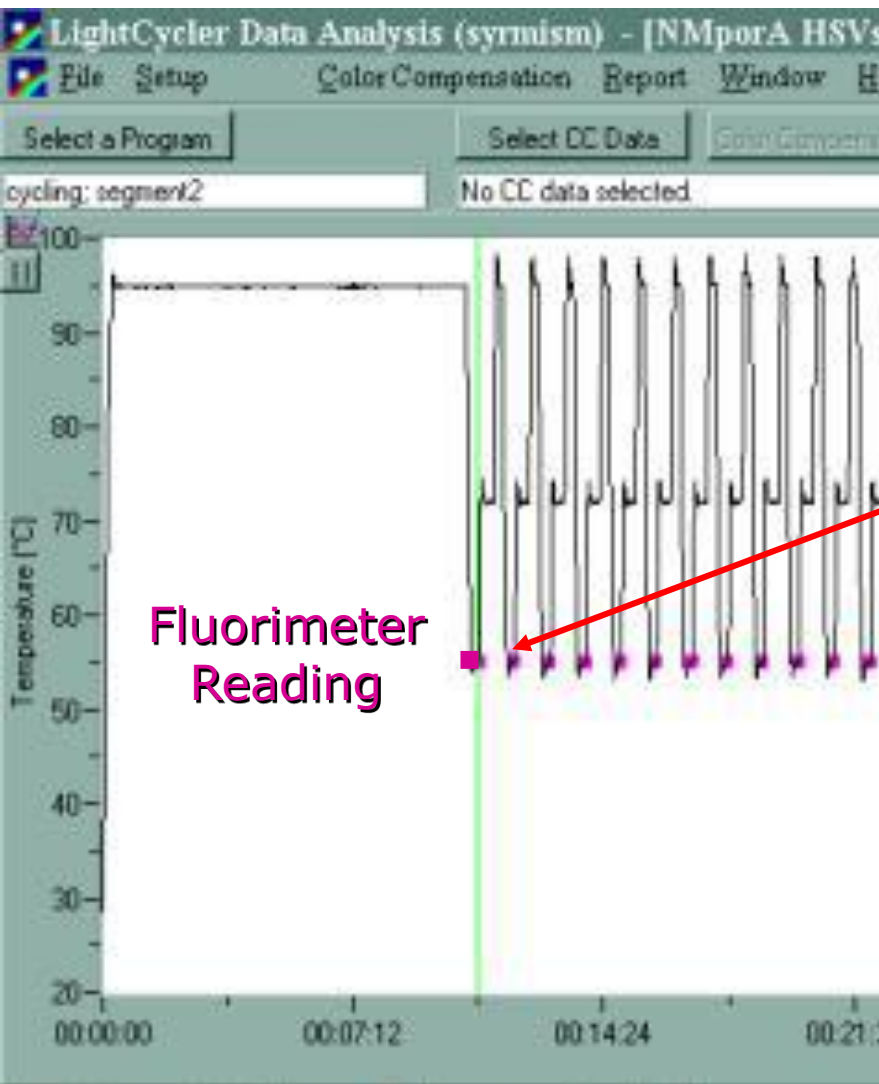 LightCycler Data Analysis (syrmism) - [NMporA HSVs
File Setup Color Compensation Report Window H
Select a Program Select CC Data
cycling; segment2 No CC data selected.
100
90
80
70
60
50
40
30
20
Temperature [°C]
Fluorimeter
Reading
00:00:00 00:07:12 00:14:24 00:21: